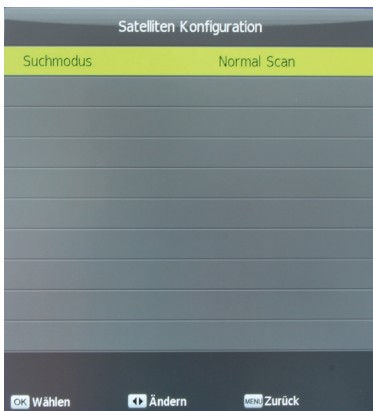 Satelliten Konfiguration
Suchmodus Normal Scan
OK Wählen Ändern MENU Zurück